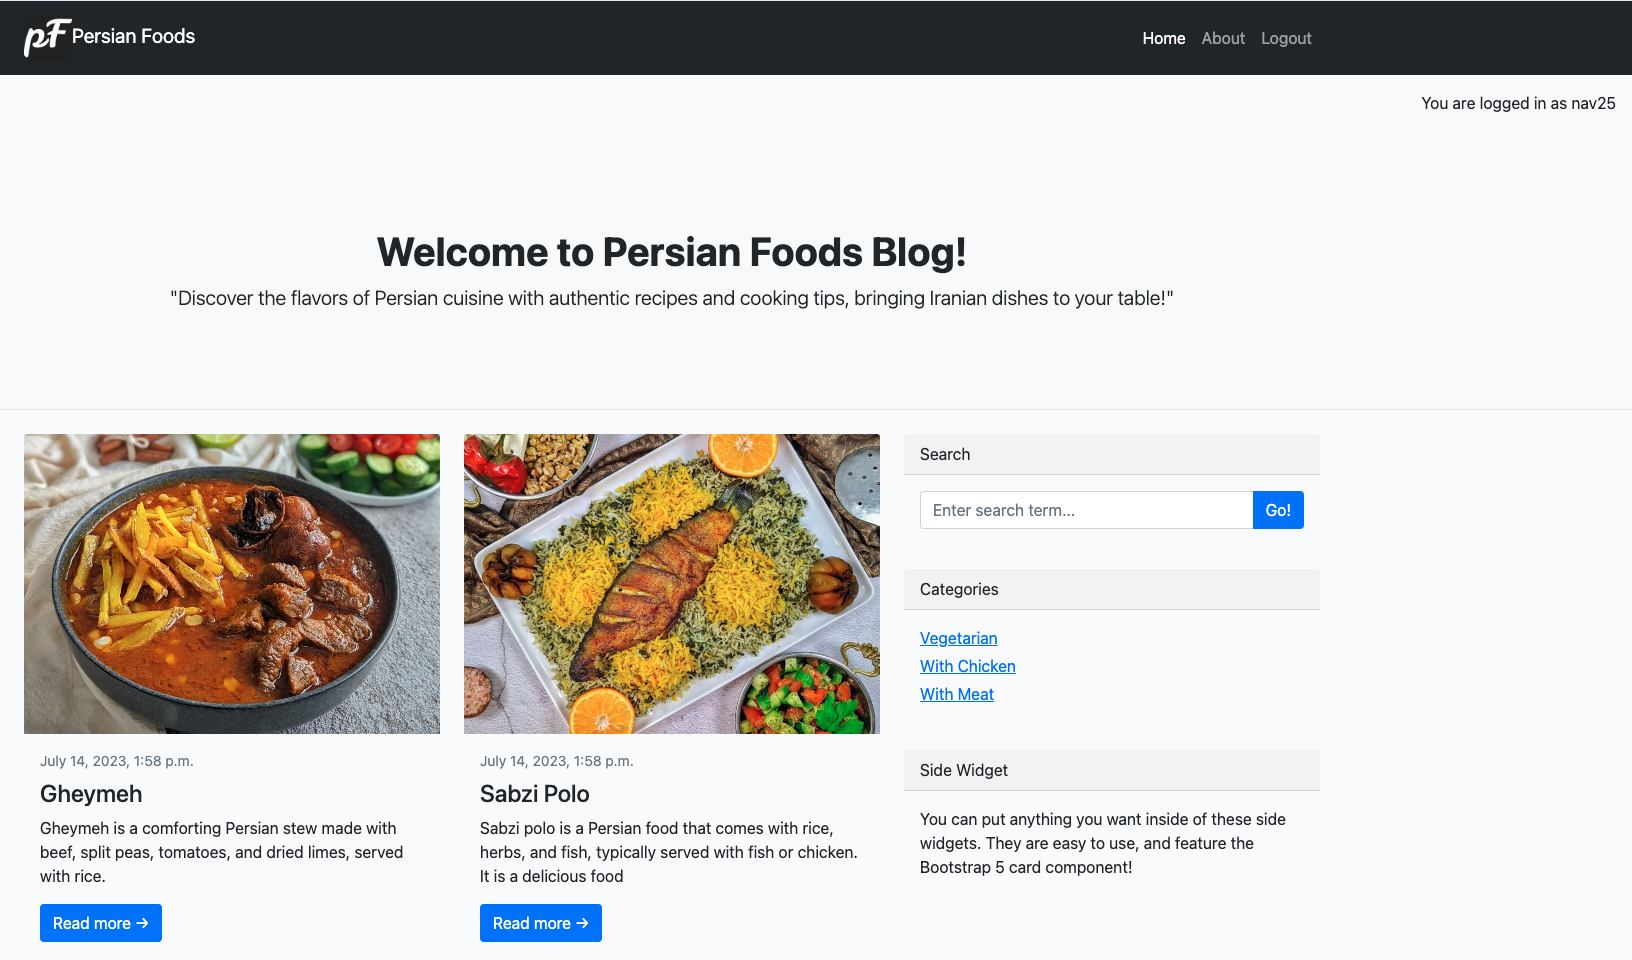 pF Persian Foods
Home About Logout
You are logged in as nav25
Welcome to Persian Foods Blog!
"Discover the flavors of Persian cuisine with authentic recipes and cooking tips, bringing Iranian dishes to your table!"
July 14, 2023, 1:58 p.m.
Gheymeh
Gheymeh is a comforting Persian stew made with
beef, split peas, tomatoes, and dried limes, served
with rice.
Read more →
July 14, 2023, 1:58 p.m.
Sabzi Polo
Sabzi polo is a Persian food that comes with rice,
herbs, and fish, typically served with fish or chicken.
It is a delicious food
Read more →
Search
Enter search term...
Go!
Categories
Vegetarian
With Chicken
With Meat
Side Widget
You can put anything you want inside of these side
widgets. They are easy to use, and feature the
Bootstrap 5 card component!